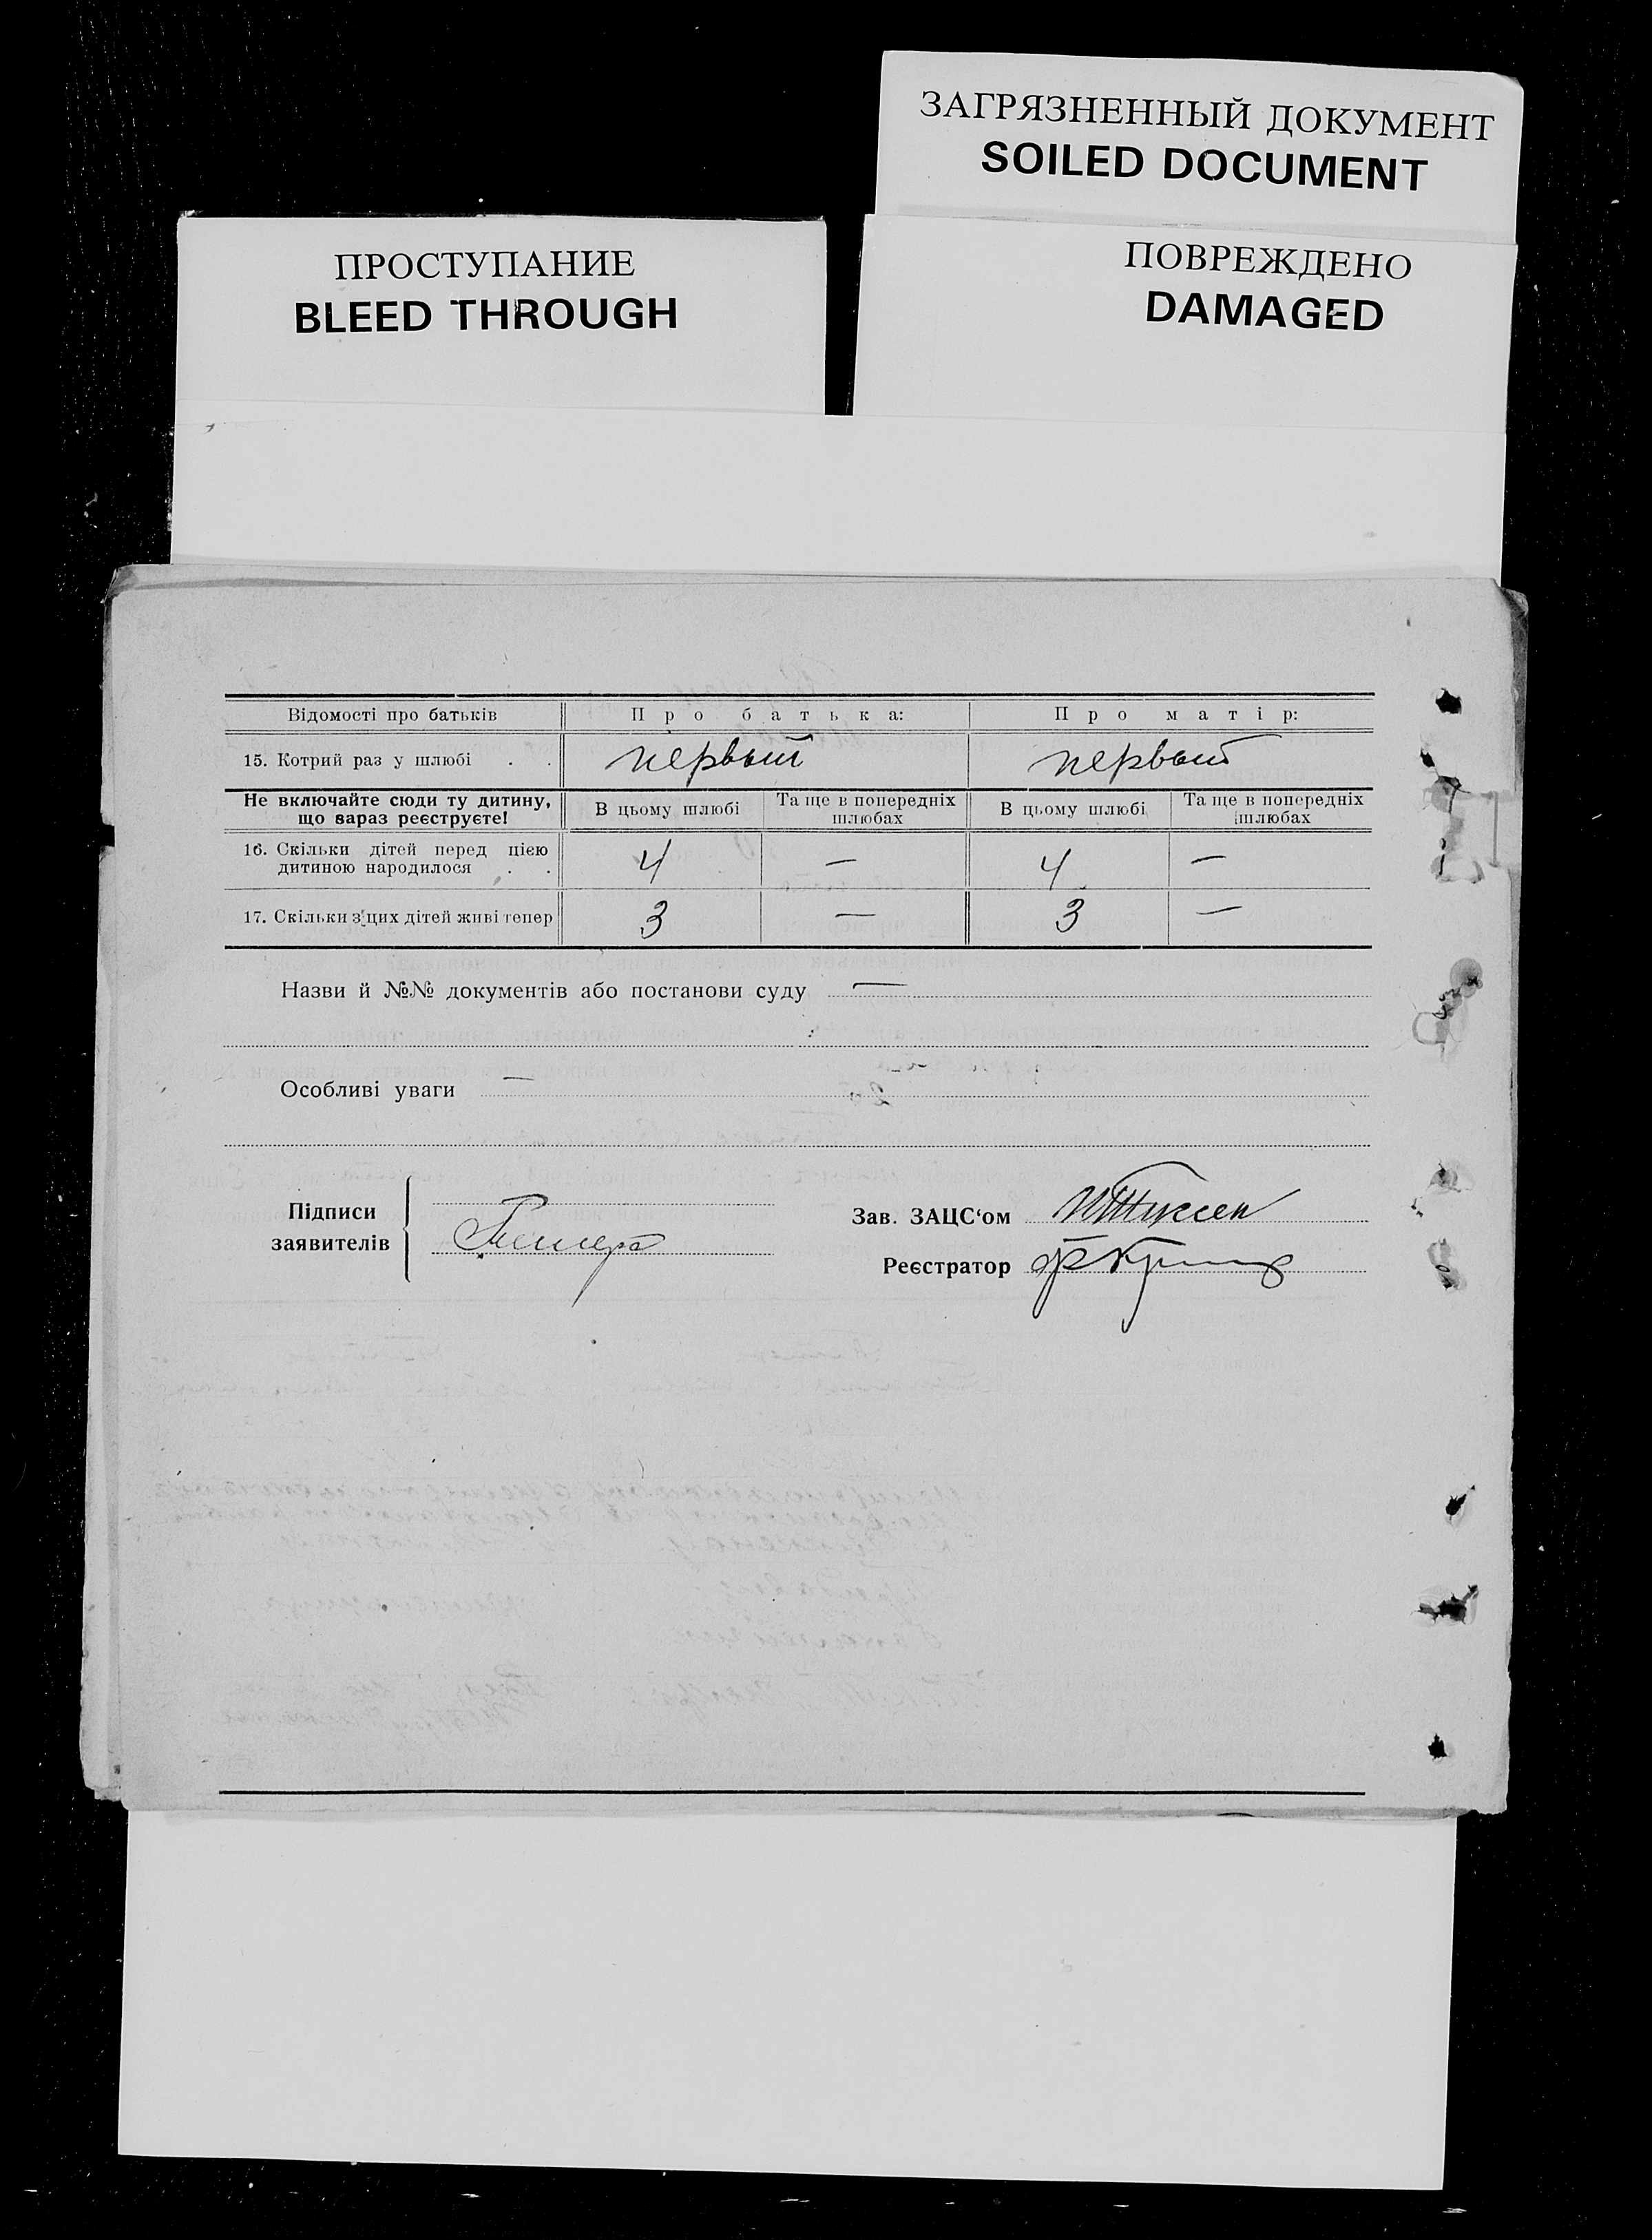 ЗАГРЯЗНЕННЫЙ ДОКУМЕНТ
SOILED DOCUMENT
ПРОСТУПАНИЕ
BLEED THROUGH
ПОВРЕЖДЕНО
DAMAGED
Відомості про батьків Про батька: Про матір:
15. Котрий раз у шлюбі . . первый первый
Не включайте сюди ту дитину, що вараз реєструєте! В цьому шлюбі Та ще в попередніх шлюбах В цьому шлюбі Та ще в попередніх шлюбах
16. Скільки дітей перед цією
дитиною народилося . . 4 — 4 —
17. Скільки з цих дітей живі тепер 3 — 3 —
Назви й №№ документів або постанови суду —
Особливі уваги —
Підписи
заявителів
Зав. ЗАЦС‘ом
Реєстратор